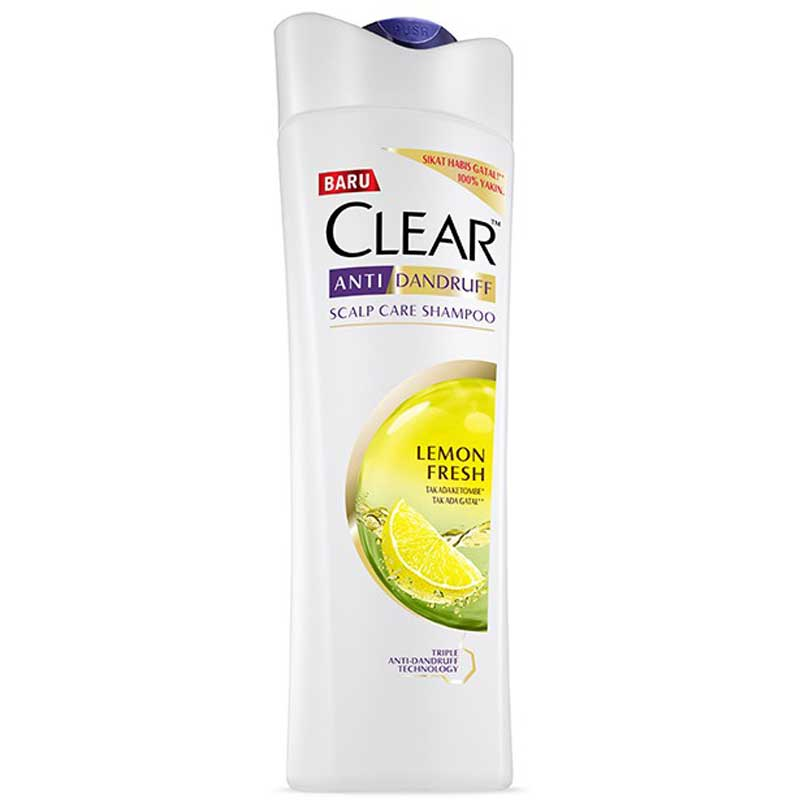 PUSH
SIKAT HABIS GATAL!**
100% YAKIN.
BARU
CLEAR™
ANTI DANDRUFF
SCALP CARE SHAMPOO
LEMON
FRESH
TAK ADA KETOMBE*
TAK ADA GATAL**
TRIPLE
ANTI-DANDRUFF
TECHNOLOGY